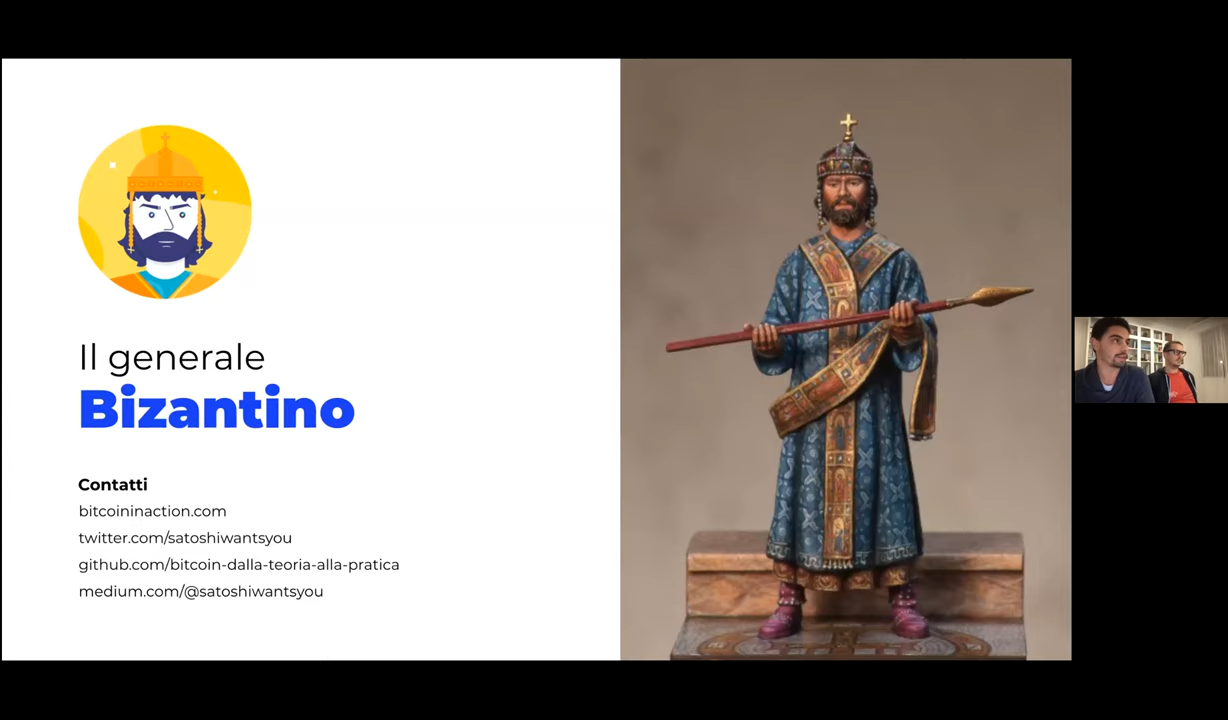 Il generale
Bizantino
Contatti
bitcoininaction.com
twitter.com/satoshiwantsyou
github.com/bitcoin-dalla-teoria-alla-pratica
medium.com/@satoshiwantsyou